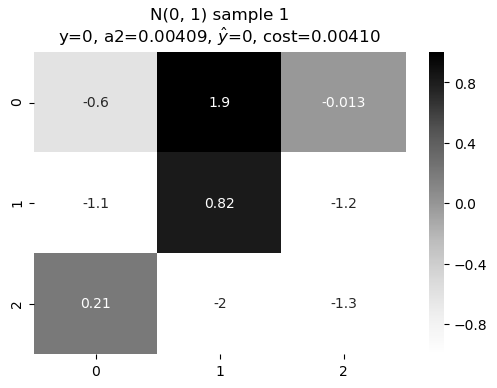 N(0, 1) sample 1
y=0, a2=0.00409, ŷ=0, cost=0.00410
0 -0.6 1.9 -0.013 0.8
0.4
1 -1.1 0.82 -1.2 0.0
-0.4
2 0.21 -2 -1.3 -0.8
0 1 2